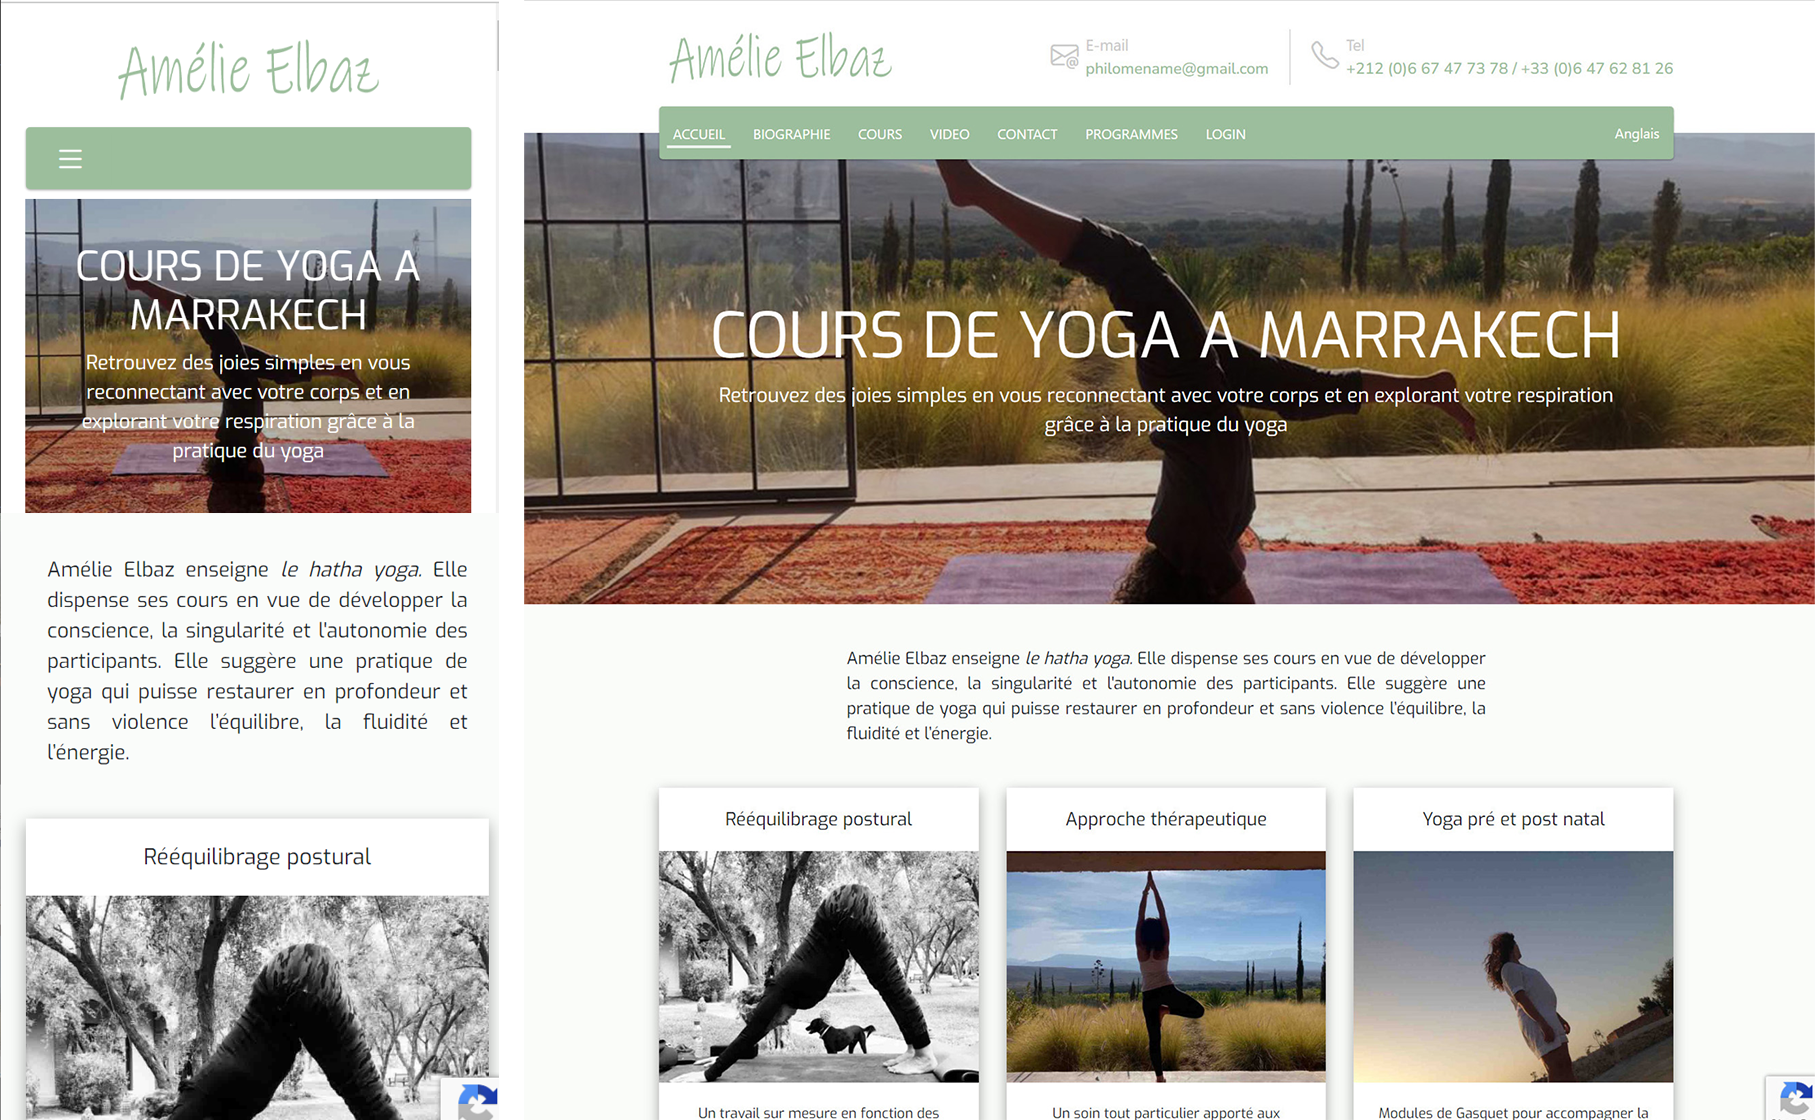 Amélie Elbaz
COURS DE YOGA A
MARRAKECH
Retrouvez des joies simples en vous
reconnectant avec votre corps et en
explorant votre respiration grâce à la
pratique du yoga
Amélie Elbaz enseigne le hatha yoga. Elle
dispense ses cours en vue de développer la
conscience, la singularité et l'autonomie des
participants. Elle suggère une pratique de
yoga qui puisse restaurer en profondeur et
sans violence l'équilibre, la fluidité et
l'énergie.
Rééquilibrage postural
Amélie Elbaz
E-mail
philomename@gmail.com
Tel
+212 (0)6 67 47 73 78 / +33 (0)6 47 62 81 26
ACCUEIL BIOGRAPHIE COURS VIDEO CONTACT PROGRAMMES LOGIN Anglais
COURS DE YOGA A MARRAKECH
Retrouvez des joies simples en vous reconnectant avec votre corps et en explorant votre respiration
grâce à la pratique du yoga
Amélie Elbaz enseigne le hatha yoga. Elle dispense ses cours en vue de développer
la conscience, la singularité et l'autonomie des participants. Elle suggère une
pratique de yoga qui puisse restaurer en profondeur et sans violence l'équilibre, la
fluidité et l'énergie.
Rééquilibrage postural
Un travail sur mesure en fonction des
Approche thérapeutique
Un soin tout particulier apporté aux
Yoga pré et post natal
Modules de Gasquet pour accompagner la